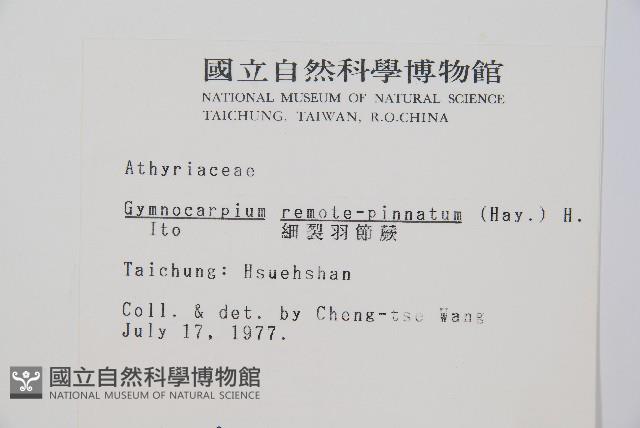 國立自然科學博物館
NATIONAL MUSEUM OF NATURAL SCIENCE
TAICHUNG, TAIWAN, R.O.CHINA
Athyriaceae
Gymnocarpium remote-pinnatum (Hay.) H.
Ito 細裂羽節蕨
Taichung: Hsuehshan
Coll. & det. by Cheng-tse Wang
July 17, 1977.
國立自然科學博物館
NATIONAL MUSEUM OF NATURAL SCIENCE